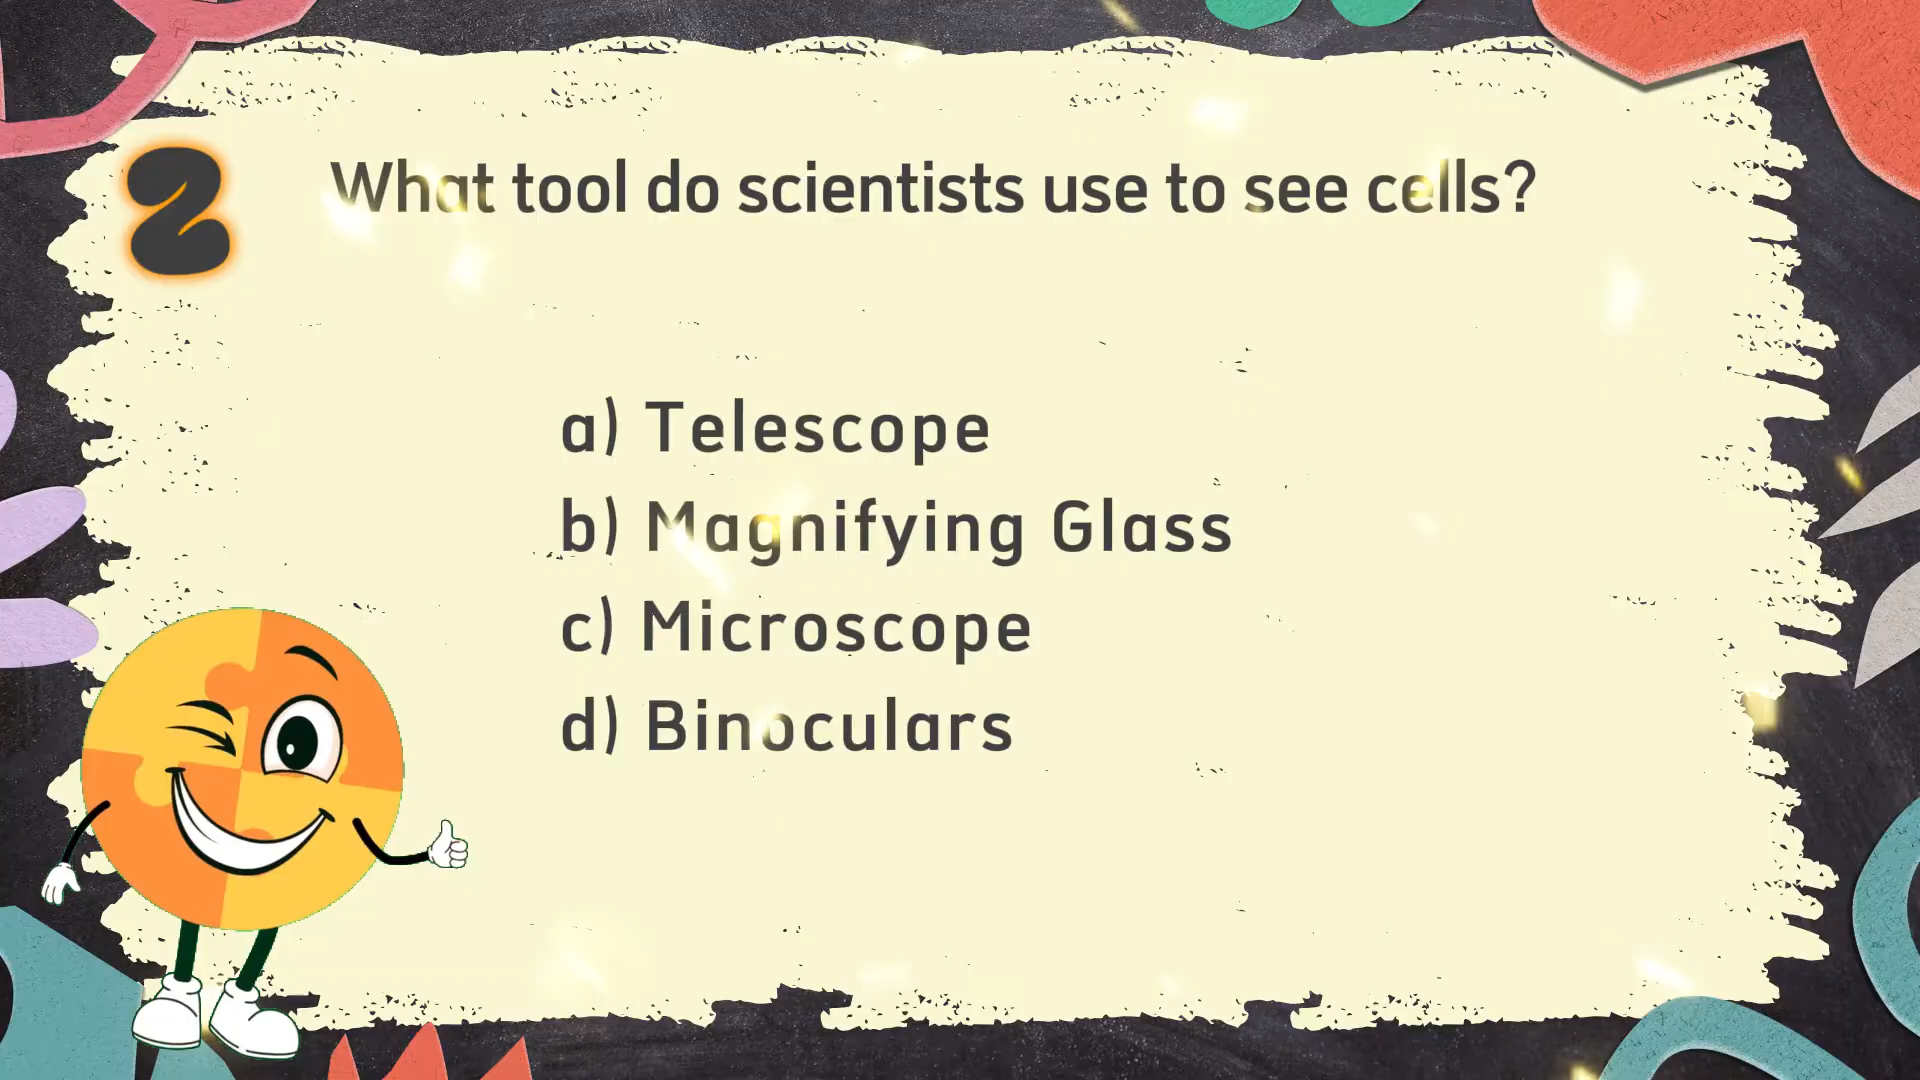 2
What tool do scientists use to see cells?
a) Telescope
b) Magnifying Glass
c) Microscope
d) Binoculars